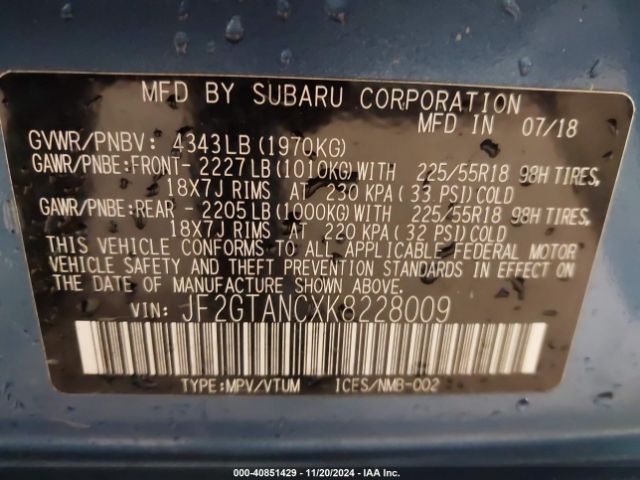 MFD BY SUBARU CORPORATION
MFD IN 07/18
GVWR/PNBV: 4343LB (1970KG)
GAWR/PNBE: FRONT- 2227LB (1010KG) WITH 225/55R18 98H TIRES,
18X7J RIMS AT 230 KPA (33 PSI) COLD
GAWR/PNBE: REAR - 2205LB (1000KG) WITH 225/55R18 98H TIRES,
18X7J RIMS AT 220 KPA (32 PSI) COLD
THIS VEHICLE CONFORMS TO ALL APPLICABLE FEDERAL MOTOR
VEHICLE SAFETY AND THEFT PREVENTION STANDARDS IN EFFECT ON
THE DATE OF MANUFACTURE SHOWN ABOVE.
VIN: JF2GTANCXK8228009
TYPE:MPV/VTUM ICES/NMB-002
000-40851429 - 11/20/2024 - IAAI.com